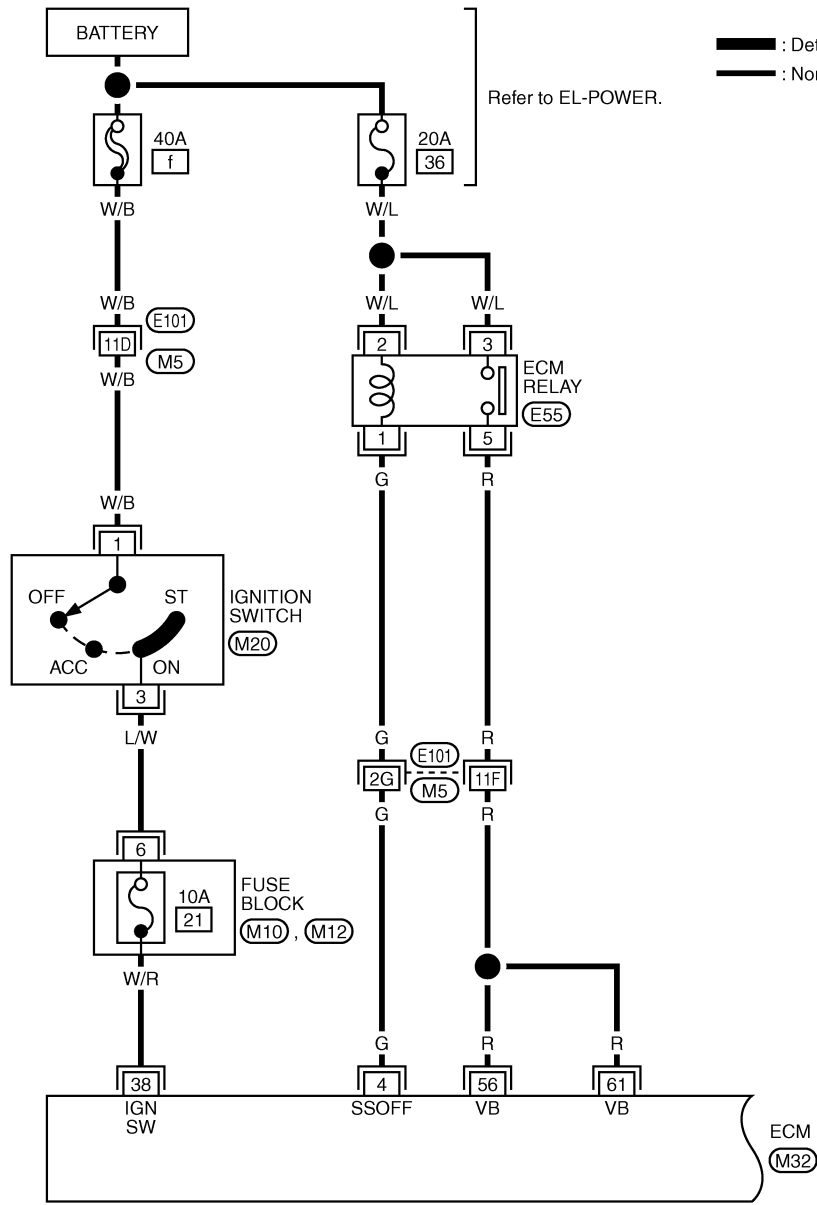 BATTERY
: Def
: Nor
Refer to EL-POWER.
40A
f
20A
36
W/B
W/L
W/B
E101
11D
M5
W/B
W/L
W/L
2
3
ECM
RELAY
E55
1
5
G
R
W/B
1
OFF
ST
ACC
ON
IGNITION
SWITCH
M20
3
L/W
G
R
E101
2G
11F
M5
G
R
6
10A
21
FUSE
BLOCK
M10 , M12
W/R
G
R
R
38
4
56
61
IGN
SW
SSOFF
VB
VB
ECM
M32